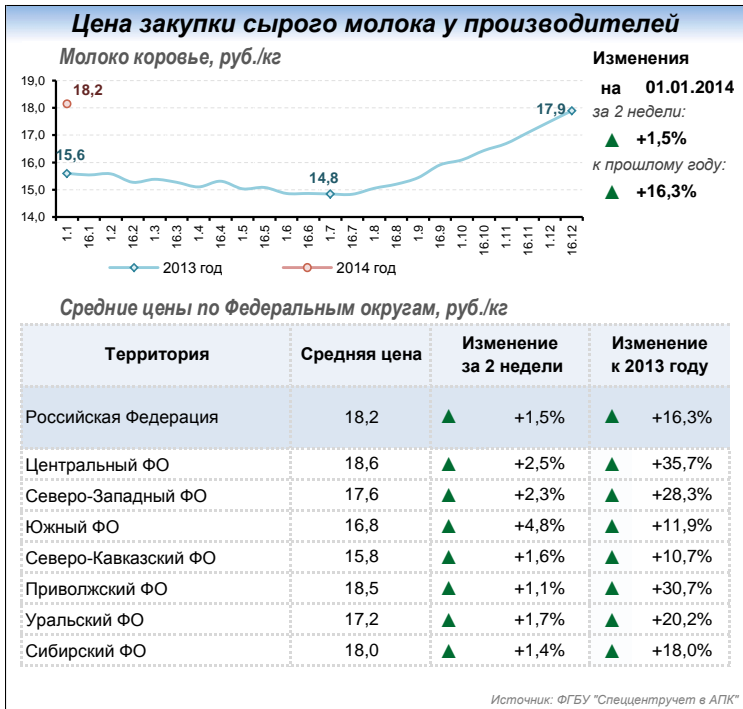 Цена закупки сырого молока у производителей
Молоко коровье, руб./кг
Изменения
на 01.01.2014
за 2 недели:
+1,5%
к прошлому году:
+16,3%
19,0
18,0
17,0
16,0
15,0
14,0
18,2
15,6
14,8
17,9
1.1 16.1 1.2 16.2 1.3 16.3 1.4 16.4 1.5 16.5 1.6 16.6 1.7 16.7 1.8 16.8 1.9 16.9 1.10 16.10 1.11 16.11 1.12 16.12
2013 год 2014 год
Средние цены по Федеральным округам, руб./кг
Территория Средняя цена Изменение за 2 недели Изменение к 2013 году
Российская Федерация 18,2 +1,5% +16,3%
Центральный ФО 18,6 +2,5% +35,7%
Северо-Западный ФО 17,6 +2,3% +28,3%
Южный ФО 16,8 +4,8% +11,9%
Северо-Кавказский ФО 15,8 +1,6% +10,7%
Приволжский ФО 18,5 +1,1% +30,7%
Уральский ФО 17,2 +1,7% +20,2%
Сибирский ФО 18,0 +1,4% +18,0%
Источник: ФГБУ "Спеццентручет в АПК"